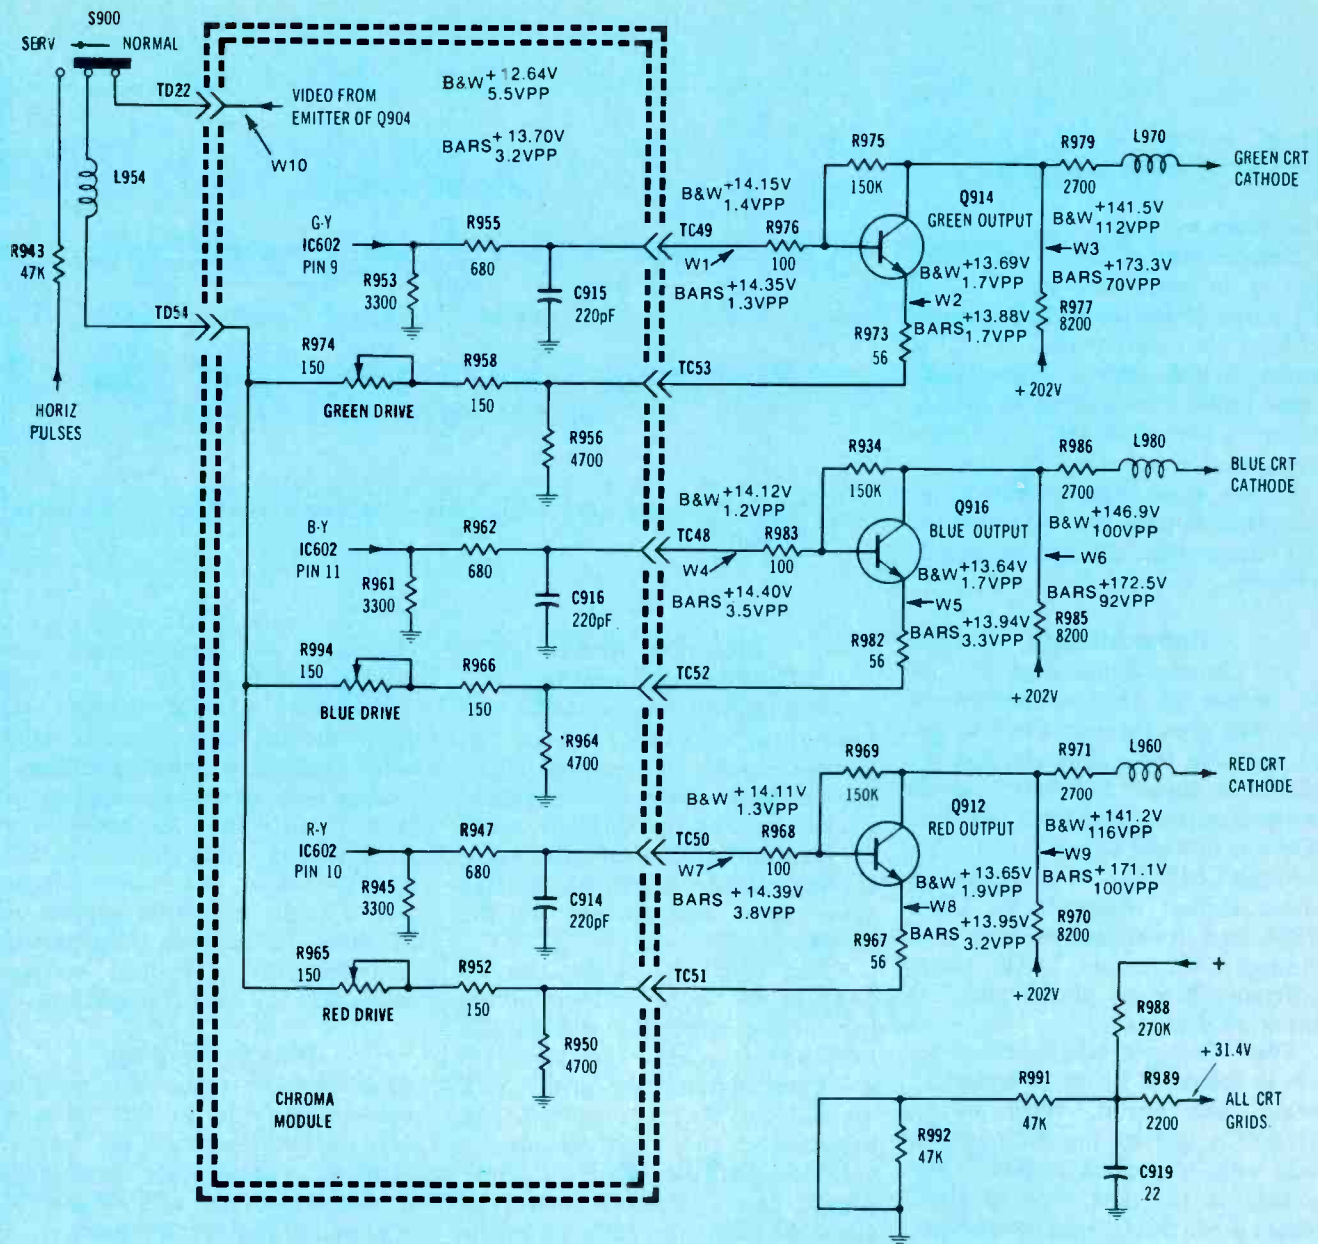 S900
SERV
NORMAL
TD22
VIDEO FROM
EMITTER OF Q904
W10
B&W +12.64V
5.5VPP
BARS +13.70V
3.2VPP
L954
R943
47K
TD54
HORIZ
PULSES
G-Y
IC602
PIN 9
R953
3300
R955
680
C915
220pF
TC49
B&W +14.15V
1.4VPP
W1
BARS +14.35V
1.3VPP
R976
100
R975
150K
Q914
GREEN OUTPUT
B&W +13.69V
1.7VPP
W2
BARS +13.88V
1.7VPP
R973
56
R979
2700
L970
GREEN CRT
CATHODE
B&W +141.5V
112VPP
W3
BARS +173.3V
70VPP
R977
8200
+202V
R974
150
GREEN DRIVE
R958
150
R956
4700
TC53
B-Y
IC602
PIN 11
R961
3300
R962
680
C916
220pF
TC48
B&W +14.12V
1.2VPP
W4
BARS +14.40V
3.5VPP
R983
100
R934
150K
Q916
BLUE OUTPUT
B&W +13.64V
1.7VPP
W5
BARS +13.94V
3.3VPP
R982
56
R986
2700
L980
BLUE CRT
CATHODE
B&W +146.9V
100VPP
W6
BARS +172.5V
92VPP
R985
8200
+202V
R994
150
BLUE DRIVE
R966
150
R964
4700
TC52
R-Y
IC602
PIN 10
R945
3300
R947
680
C914
220pF
TC50
B&W +14.11V
1.3VPP
W7
BARS +14.39V
3.8VPP
R968
100
R969
150K
Q912
RED OUTPUT
B&W +13.65V
1.9VPP
W8
BARS +13.95V
3.2VPP
R967
56
R971
2700
L960
RED CRT
CATHODE
B&W +141.2V
116VPP
W9
BARS +171.1V
100VPP
R970
8200
+202V
R965
150
RED DRIVE
R952
150
R950
4700
TC51
CHROMA
MODULE
+
R988
270K
+31.4V
R991
47K
R989
2200
ALL CRT
GRIDS
R992
47K
C919
.22